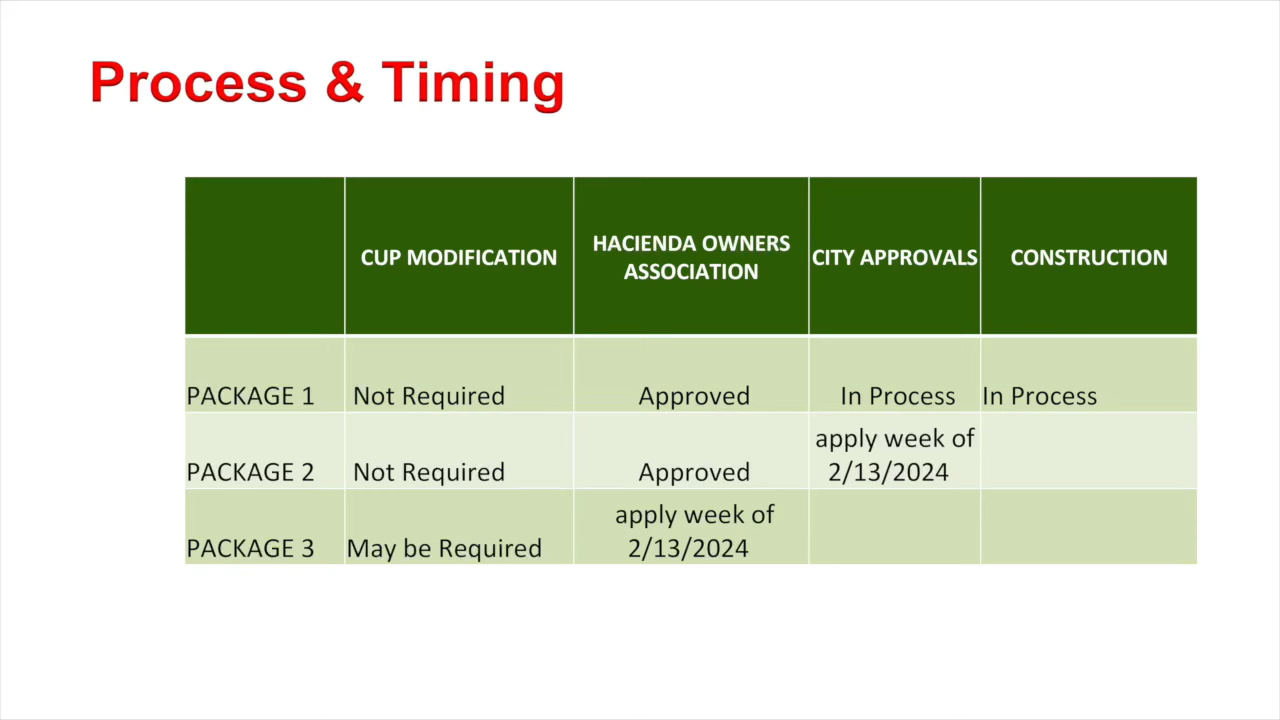 Process & Timing
CUP MODIFICATION
HACIENDA OWNERS
ASSOCIATION
CITY APPROVALS
CONSTRUCTION
PACKAGE 1
Not Required
Approved
In Process
In Process
PACKAGE 2
Not Required
Approved
apply week of
2/13/2024
PACKAGE 3
May be Required
apply week of
2/13/2024